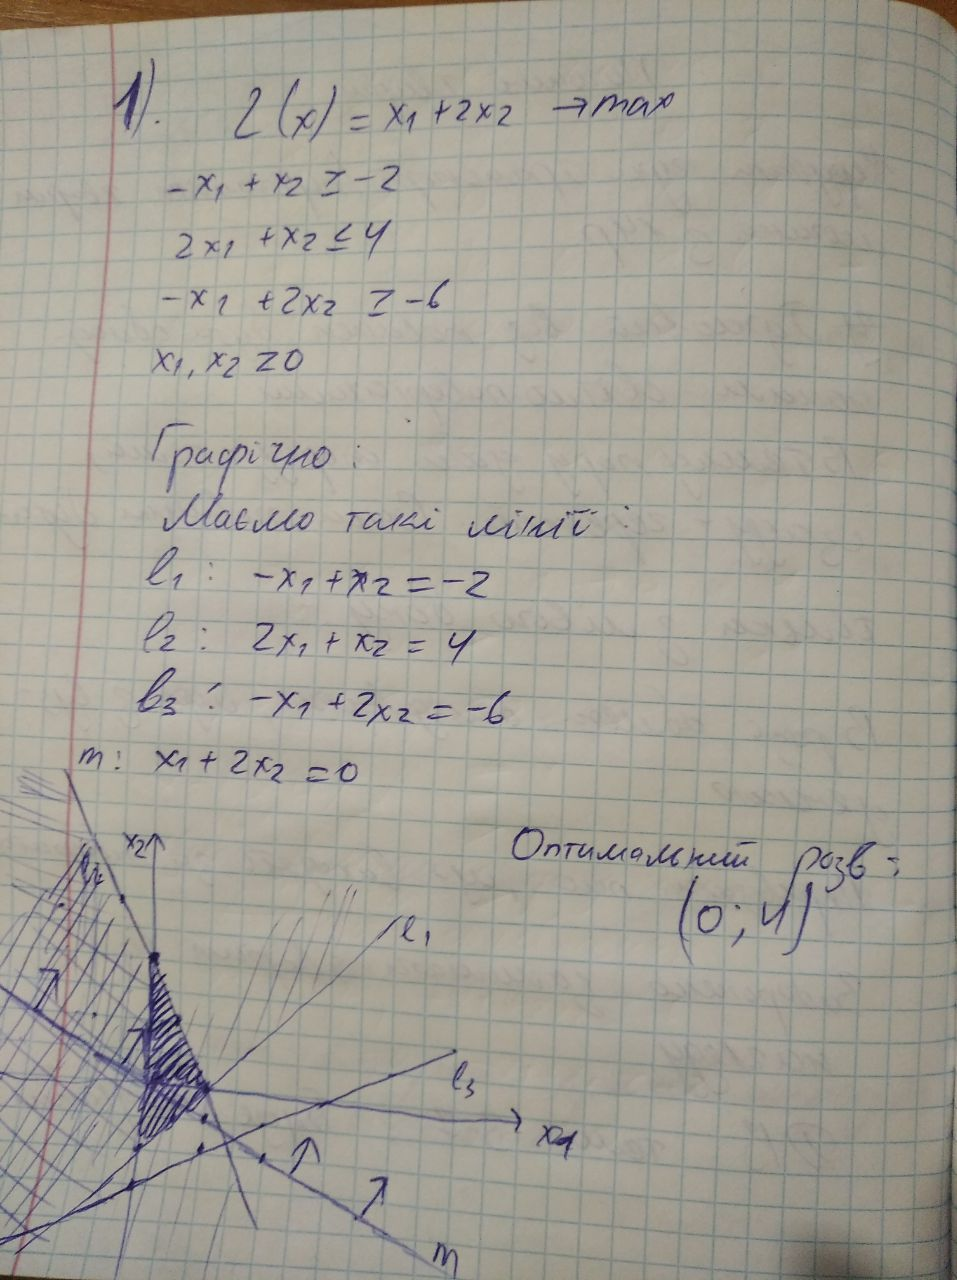 1). Z(x) = x₁ + 2x₂ → max
-x₁ + x₂ ≥ -2
2x₁ + x₂ ≤ 4
-x₁ + 2x₂ ≥ -6
x₁, x₂ ≥ 0
Графічно:
Маємо такі лінії:
l₁: -x₁ + x₂ = -2
l₂: 2x₁ + x₂ = 4
l₃: -x₁ + 2x₂ = -6
m: x₁ + 2x₂ = 0
x₂
l₂
Оптимальний розв:
(0; 4)
l₁
l₃
x₁
m